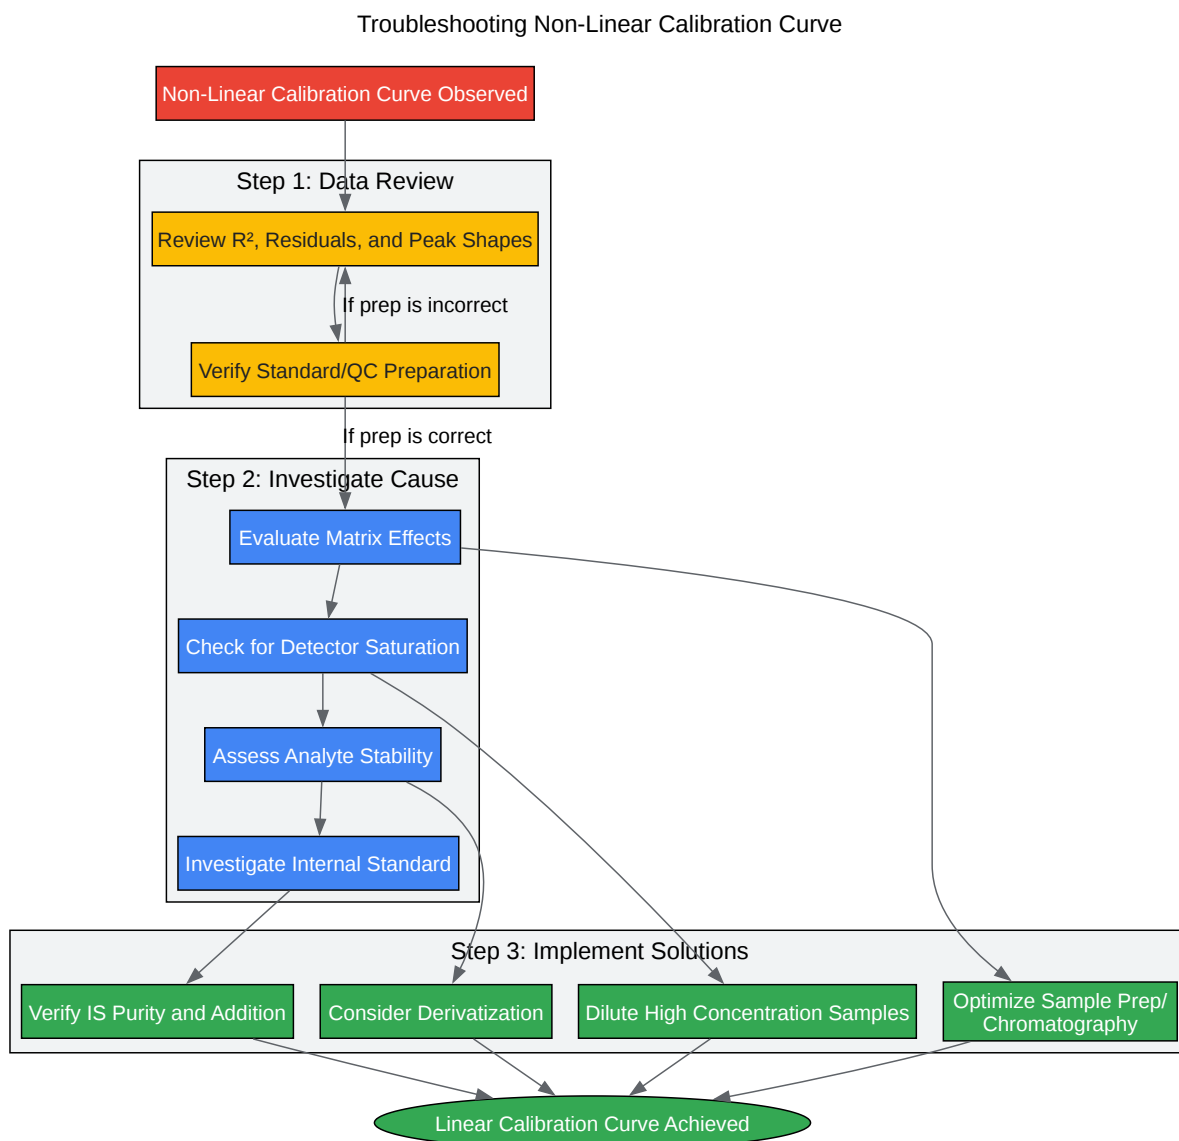 Troubleshooting Non-Linear Calibration Curve
Non-Linear Calibration Curve Observed
Step 1: Data Review
Review R², Residuals, and Peak Shapes
If prep is incorrect
Verify Standard/QC Preparation
If prep is correct
Step 2: Investigate Cause
Evaluate Matrix Effects
Check for Detector Saturation
Assess Analyte Stability
Investigate Internal Standard
Step 3: Implement Solutions
Verify IS Purity and Addition
Consider Derivatization
Dilute High Concentration Samples
Optimize Sample Prep/
Chromatography
Linear Calibration Curve Achieved